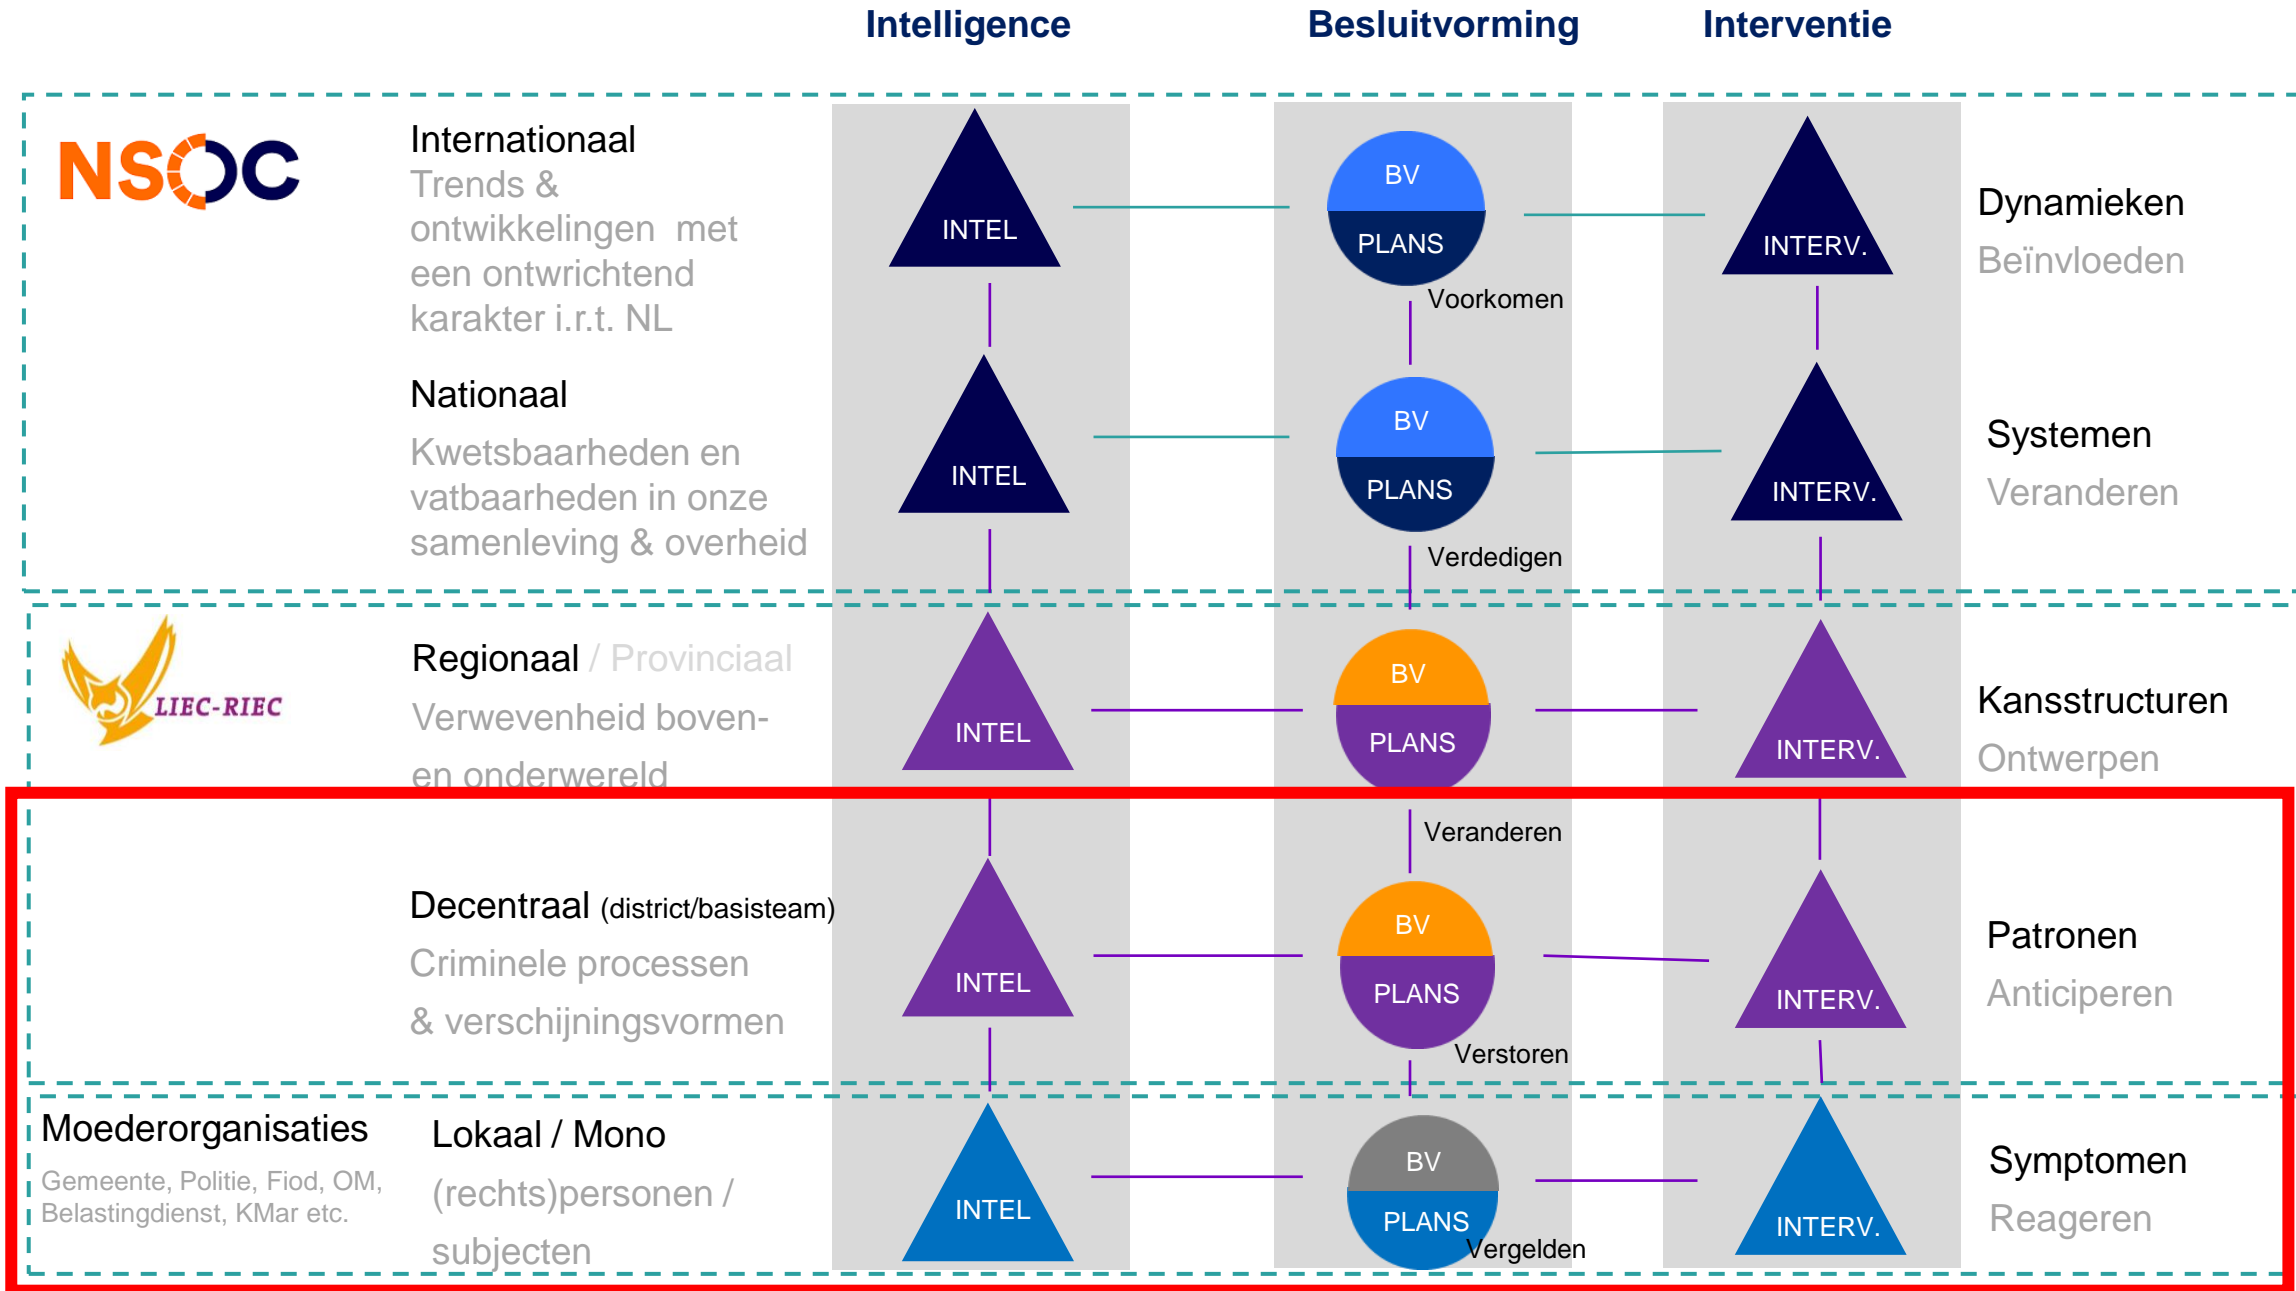 Intelligence
Besluitvorming
Interventie
NSOC
Internationaal
Trends &
ontwikkelingen met
een ontwrichtend
karakter i.r.t. NL
INTEL
BV
PLANS
Voorkomen
INTERV.
Dynamieken
Beïnvloeden
Nationaal
Kwetsbaarheden en
vatbaarheden in onze
samenleving & overheid
INTEL
BV
PLANS
Verdedigen
INTERV.
Systemen
Veranderen
LIEC-RIEC
Regionaal / Provinciaal
Verwevenheid boven-
en onderwereld
INTEL
BV
PLANS
Veranderen
INTERV.
Kansstructuren
Ontwerpen
Decentraal (district/basisteam)
Criminele processen
& verschijningsvormen
INTEL
BV
PLANS
Verstoren
INTERV.
Patronen
Anticiperen
Moederorganisaties
Gemeente, Politie, Fiod, OM,
Belastingdienst, KMar etc.
Lokaal / Mono
(rechts)personen /
subjecten
INTEL
BV
PLANS
Vergelden
INTERV.
Symptomen
Reageren